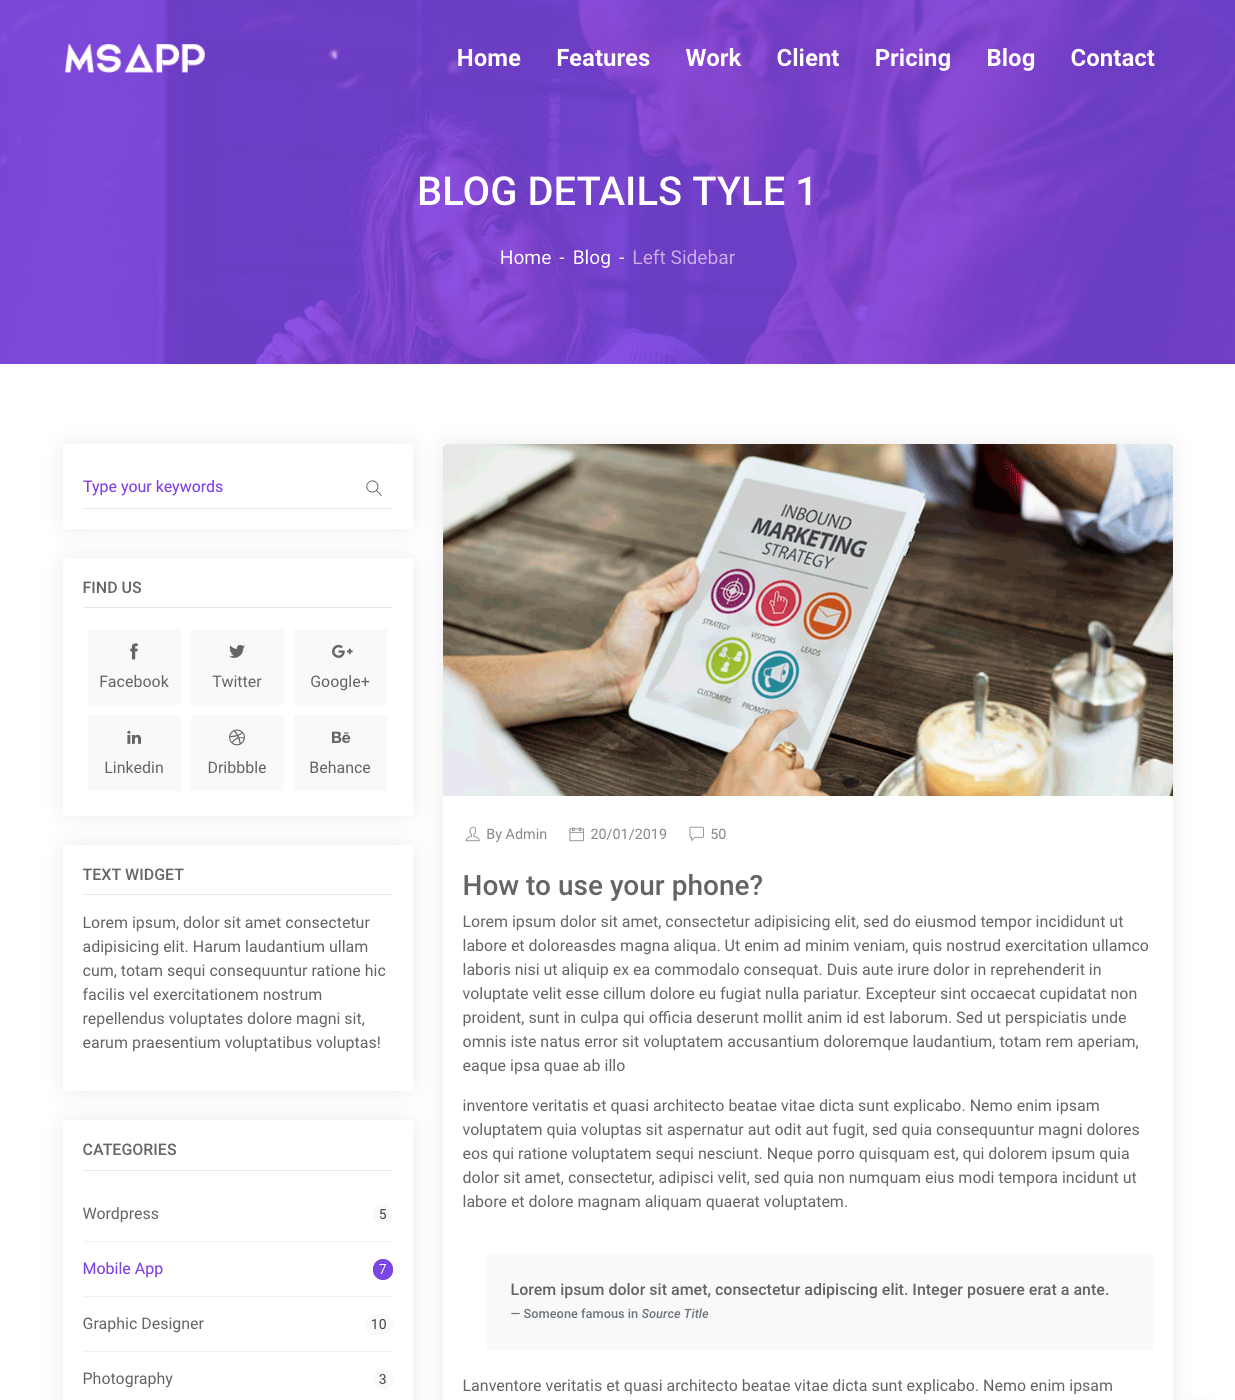 MSAPP
Home Features Work Client Pricing Blog Contact
BLOG DETAILS TYLE 1
Home - Blog - Left Sidebar
Type your keywords
FIND US
Facebook Twitter Google+
Linkedin Dribbble Behance
TEXT WIDGET
Lorem ipsum, dolor sit amet consectetur
adipisicing elit. Harum laudantium ullam
cum, totam sequi consequuntur ratione hic
facilis vel exercitationem nostrum
repellendus voluptates dolore magni sit,
earum praesentium voluptatibus voluptas!
CATEGORIES
Wordpress 5
Mobile App 7
Graphic Designer 10
Photography 3
INBOUND
MARKETING
STRATEGY
STRATEGY VISITORS LEADS
CUSTOMERS PROMOTE
By Admin 20/01/2019 50
How to use your phone?
Lorem ipsum dolor sit amet, consectetur adipisicing elit, sed do eiusmod tempor incididunt ut
labore et doloreasdes magna aliqua. Ut enim ad minim veniam, quis nostrud exercitation ullamco
laboris nisi ut aliquip ex ea commodalo consequat. Duis aute irure dolor in reprehenderit in
voluptate velit esse cillum dolore eu fugiat nulla pariatur. Excepteur sint occaecat cupidatat non
proident, sunt in culpa qui officia deserunt mollit anim id est laborum. Sed ut perspiciatis unde
omnis iste natus error sit voluptatem accusantium doloremque laudantium, totam rem aperiam,
eaque ipsa quae ab illo
inventore veritatis et quasi architecto beatae vitae dicta sunt explicabo. Nemo enim ipsam
voluptatem quia voluptas sit aspernatur aut odit aut fugit, sed quia consequuntur magni dolores
eos qui ratione voluptatem sequi nesciunt. Neque porro quisquam est, qui dolorem ipsum quia
dolor sit amet, consectetur, adipisci velit, sed quia non numquam eius modi tempora incidunt ut
labore et dolore magnam aliquam quaerat voluptatem.
Lorem ipsum dolor sit amet, consectetur adipiscing elit. Integer posuere erat a ante.
— Someone famous in Source Title
Lanventore veritatis et quasi architecto beatae vitae dicta sunt explicabo. Nemo enim ipsam